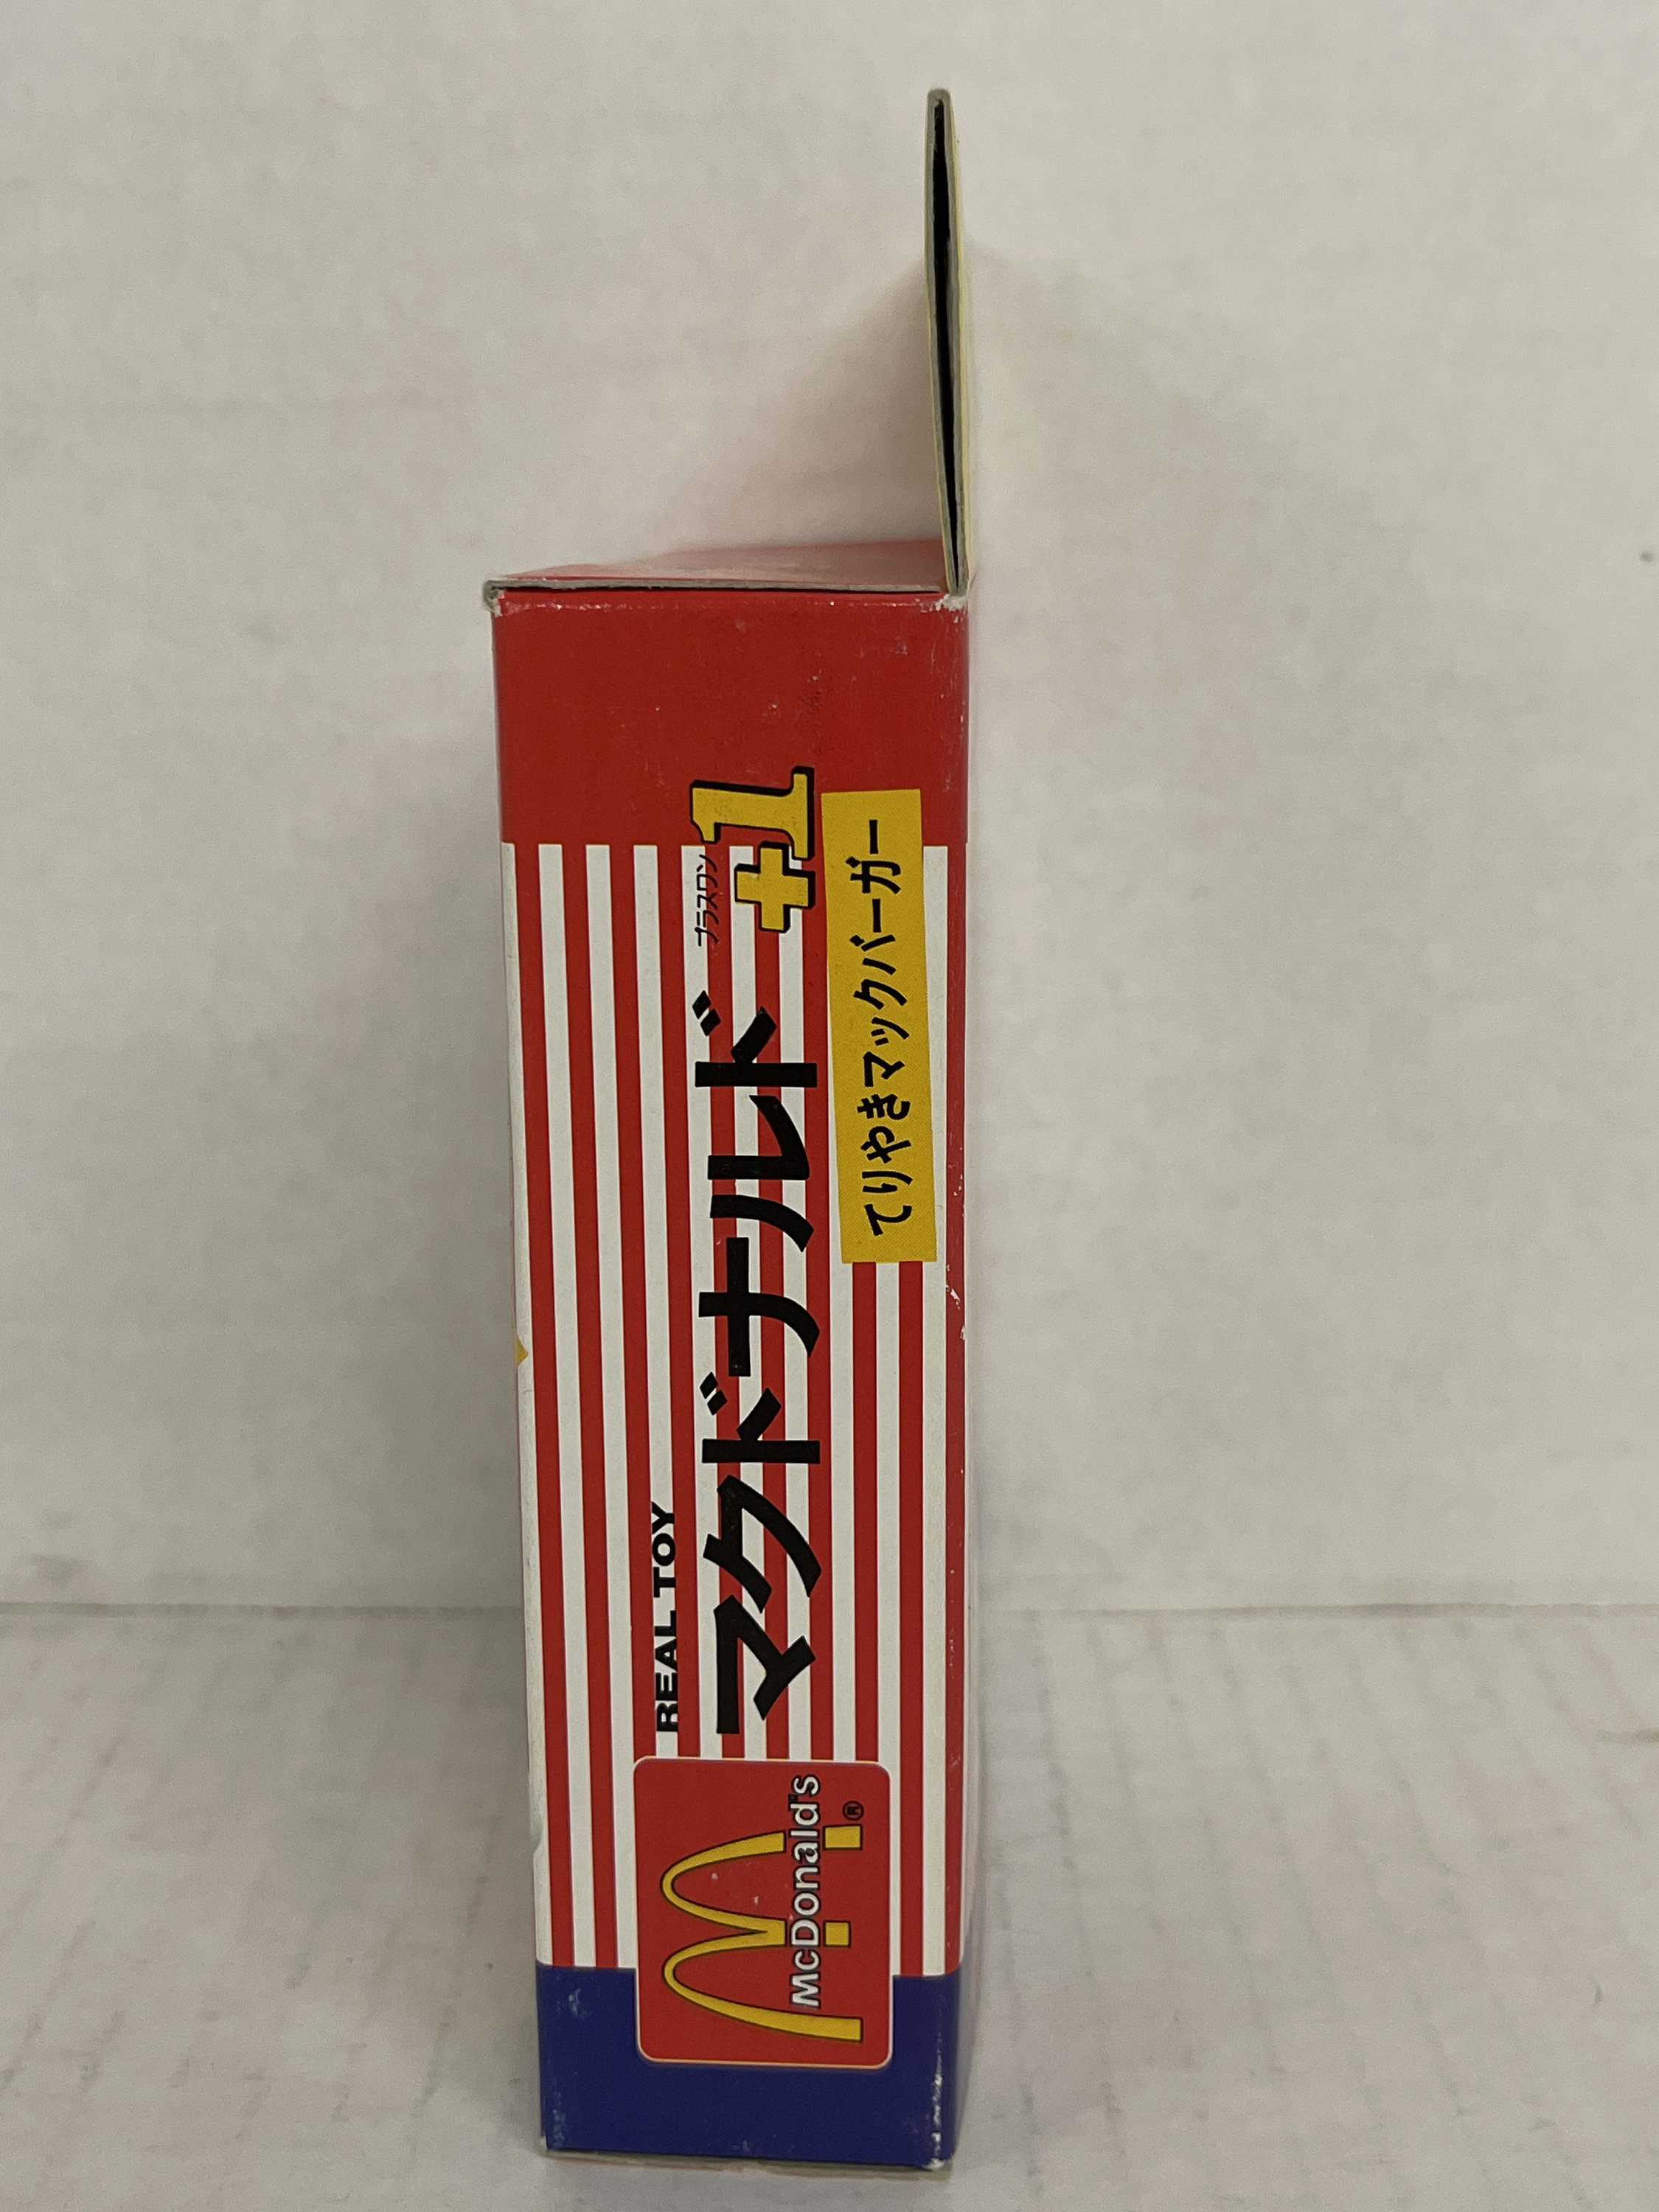 McDonald's
®
REAL TOY
マクドナルド
プラスワン
+1
てりやきマックバーガー